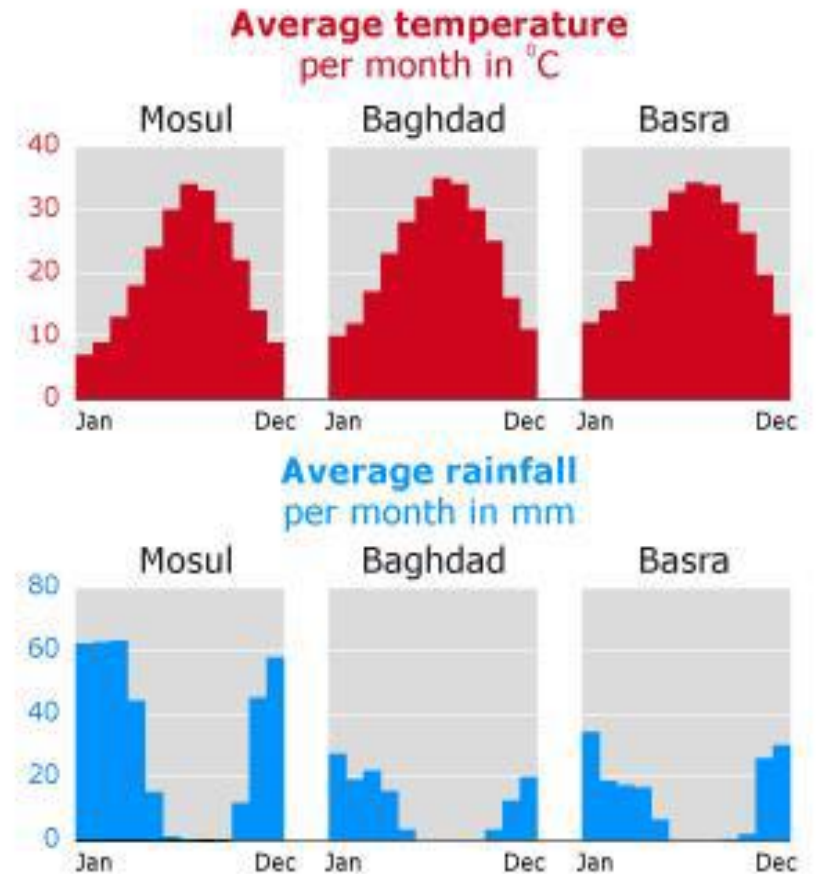 Average temperature
per month in °C
Mosul Baghdad Basra
40
30
20
10
0
Jan Dec Jan Dec Jan Dec
Average rainfall
per month in mm
Mosul Baghdad Basra
80
60
40
20
0
Jan Dec Jan Dec Jan Dec